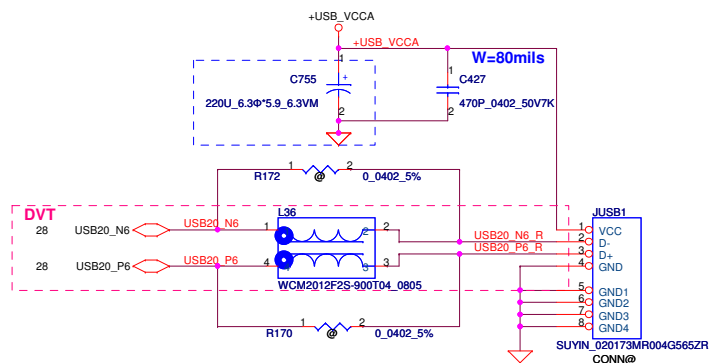 +USB_VCCA
+USB_VCCA
W=80mils
1
C755
+
220U_6.3Φ*5.9_6.3VM
2
1
C427
470P_0402_50V7K
2
1
2
R172
@
0_0402_5%
DVT
28
USB20_N6
USB20_N6
28
USB20_P6
USB20_P6
L36
1
2
2
4
3
3
WCM2012F2S-900T04_0805
USB20_N6_R
USB20_P6_R
1
2
R170
@
0_0402_5%
JUSB1
1
VCC
2
D-
3
D+
4
GND
5
GND1
6
GND2
7
GND3
8
GND4
SUYIN_020173MR004G565ZR
CONN@